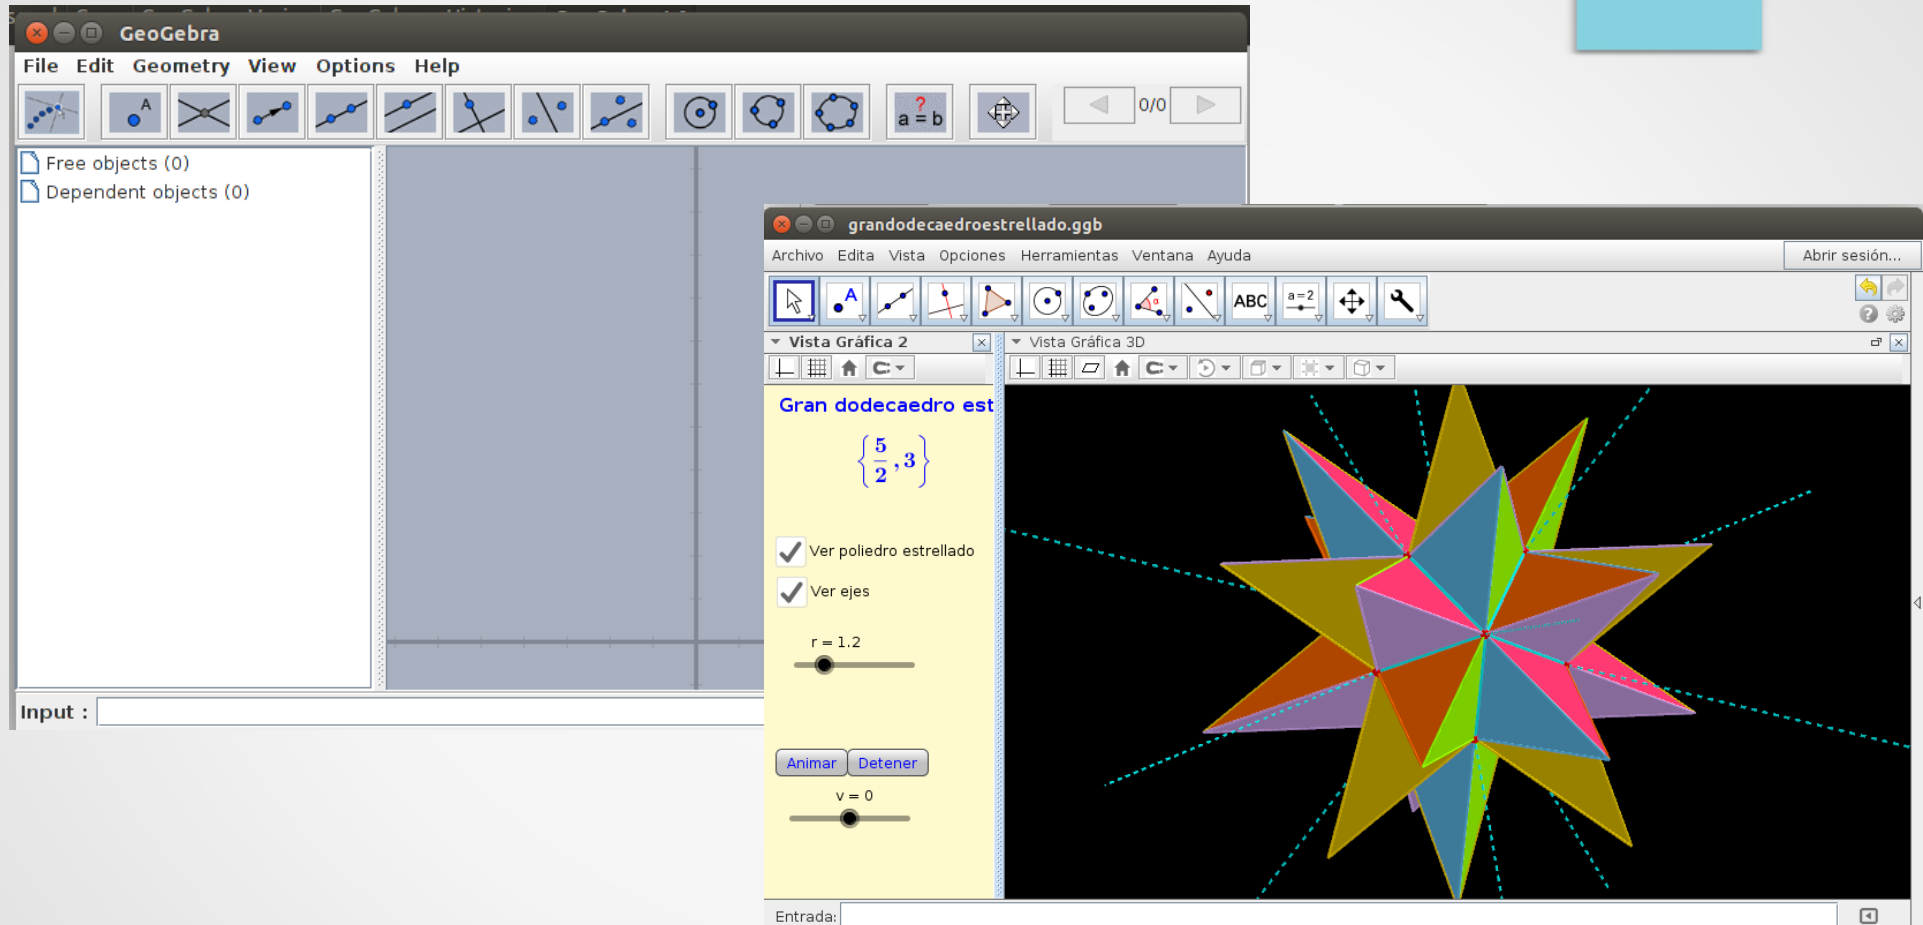 GeoGebra
File Edit Geometry View Options Help
A
?
a = b
0/0
Free objects (0)
Dependent objects (0)
Input :
grandodecaedroestrellado.ggb
Archivo Edita Vista Opciones Herramientas Ventana Ayuda
Abrir sesión...
A
α
ABC
a=2
Vista Gráfica 2
Vista Gráfica 3D
Gran dodecaedro est
{5/2, 3}
Ver poliedro estrellado
Ver ejes
r = 1.2
Animar Detener
v = 0
Entrada: